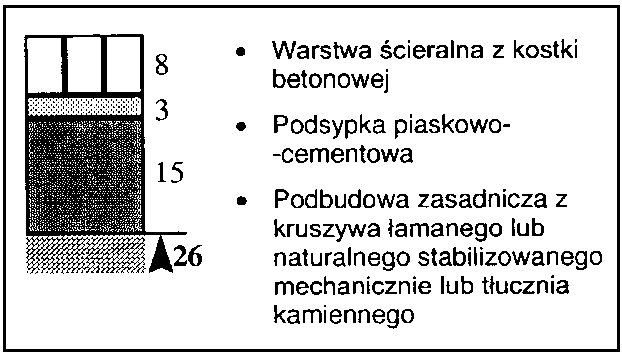 8
3
15
26
• Warstwa ścieralna z kostki
betonowej
• Podsypka piaskowo-
-cementowa
• Podbudowa zasadnicza z
kruszywa łamanego lub
naturalnego stabilizowanego
mechanicznie lub tłucznia
kamiennego